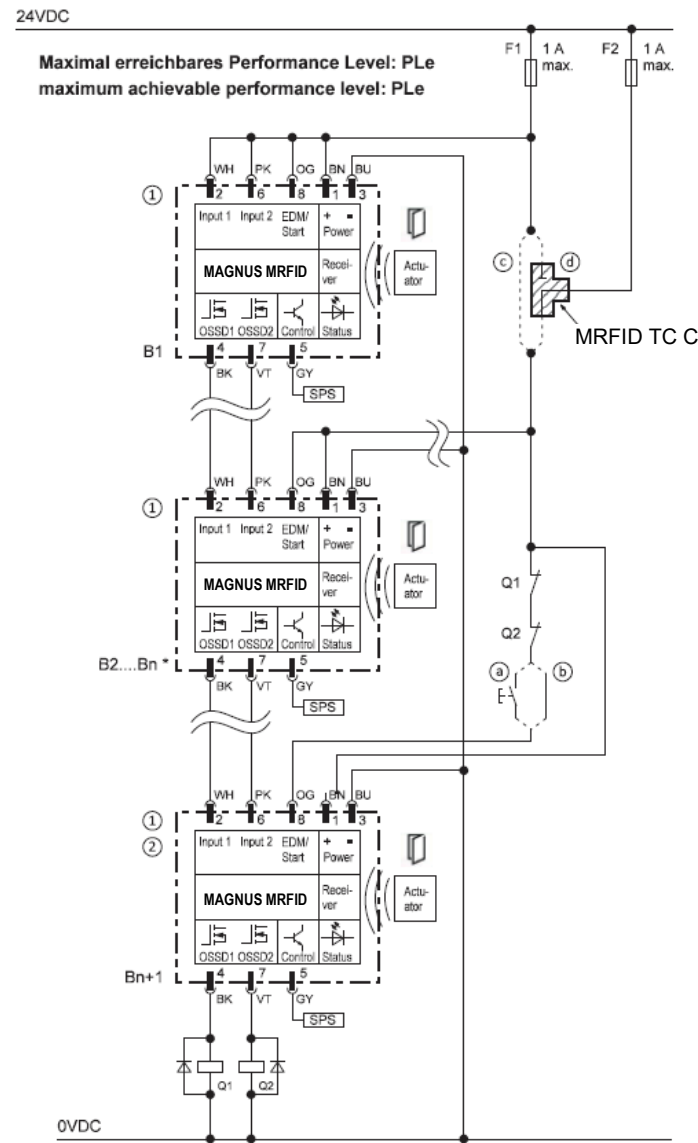 24VDC
Maximal erreichbares Performance Level: PLe
maximum achievable performance level: PLe
F1 1 A max.
F2 1 A max.
WH PK OG BN BU
① 2 6 8 1 3
Input 1 Input 2 EDM/ Start + - Power
MAGNUS MRFID Recei- ver Actu- ator
OSSD1 OSSD2 Control Status
B1 4 7 5
BK VT GY
SPS
c d
MRFID TC C
WH PK OG BN BU
① 2 6 8 1 3
Input 1 Input 2 EDM/ Start + - Power
MAGNUS MRFID Recei- ver Actu- ator
OSSD1 OSSD2 Control Status
B2....Bn * 4 7 5
BK VT GY
SPS
Q1
Q2
a b
WH PK OG BN BU
① 2 6 8 1 3
②
Input 1 Input 2 EDM/ Start + - Power
MAGNUS MRFID Recei- ver Actu- ator
OSSD1 OSSD2 Control Status
Bn+1 4 7 5
BK VT GY
SPS
Q1 Q2
0VDC